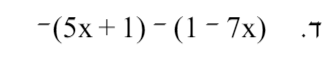 ד. ⁻(5x + 1) ⁻ (1 ⁻ 7x)